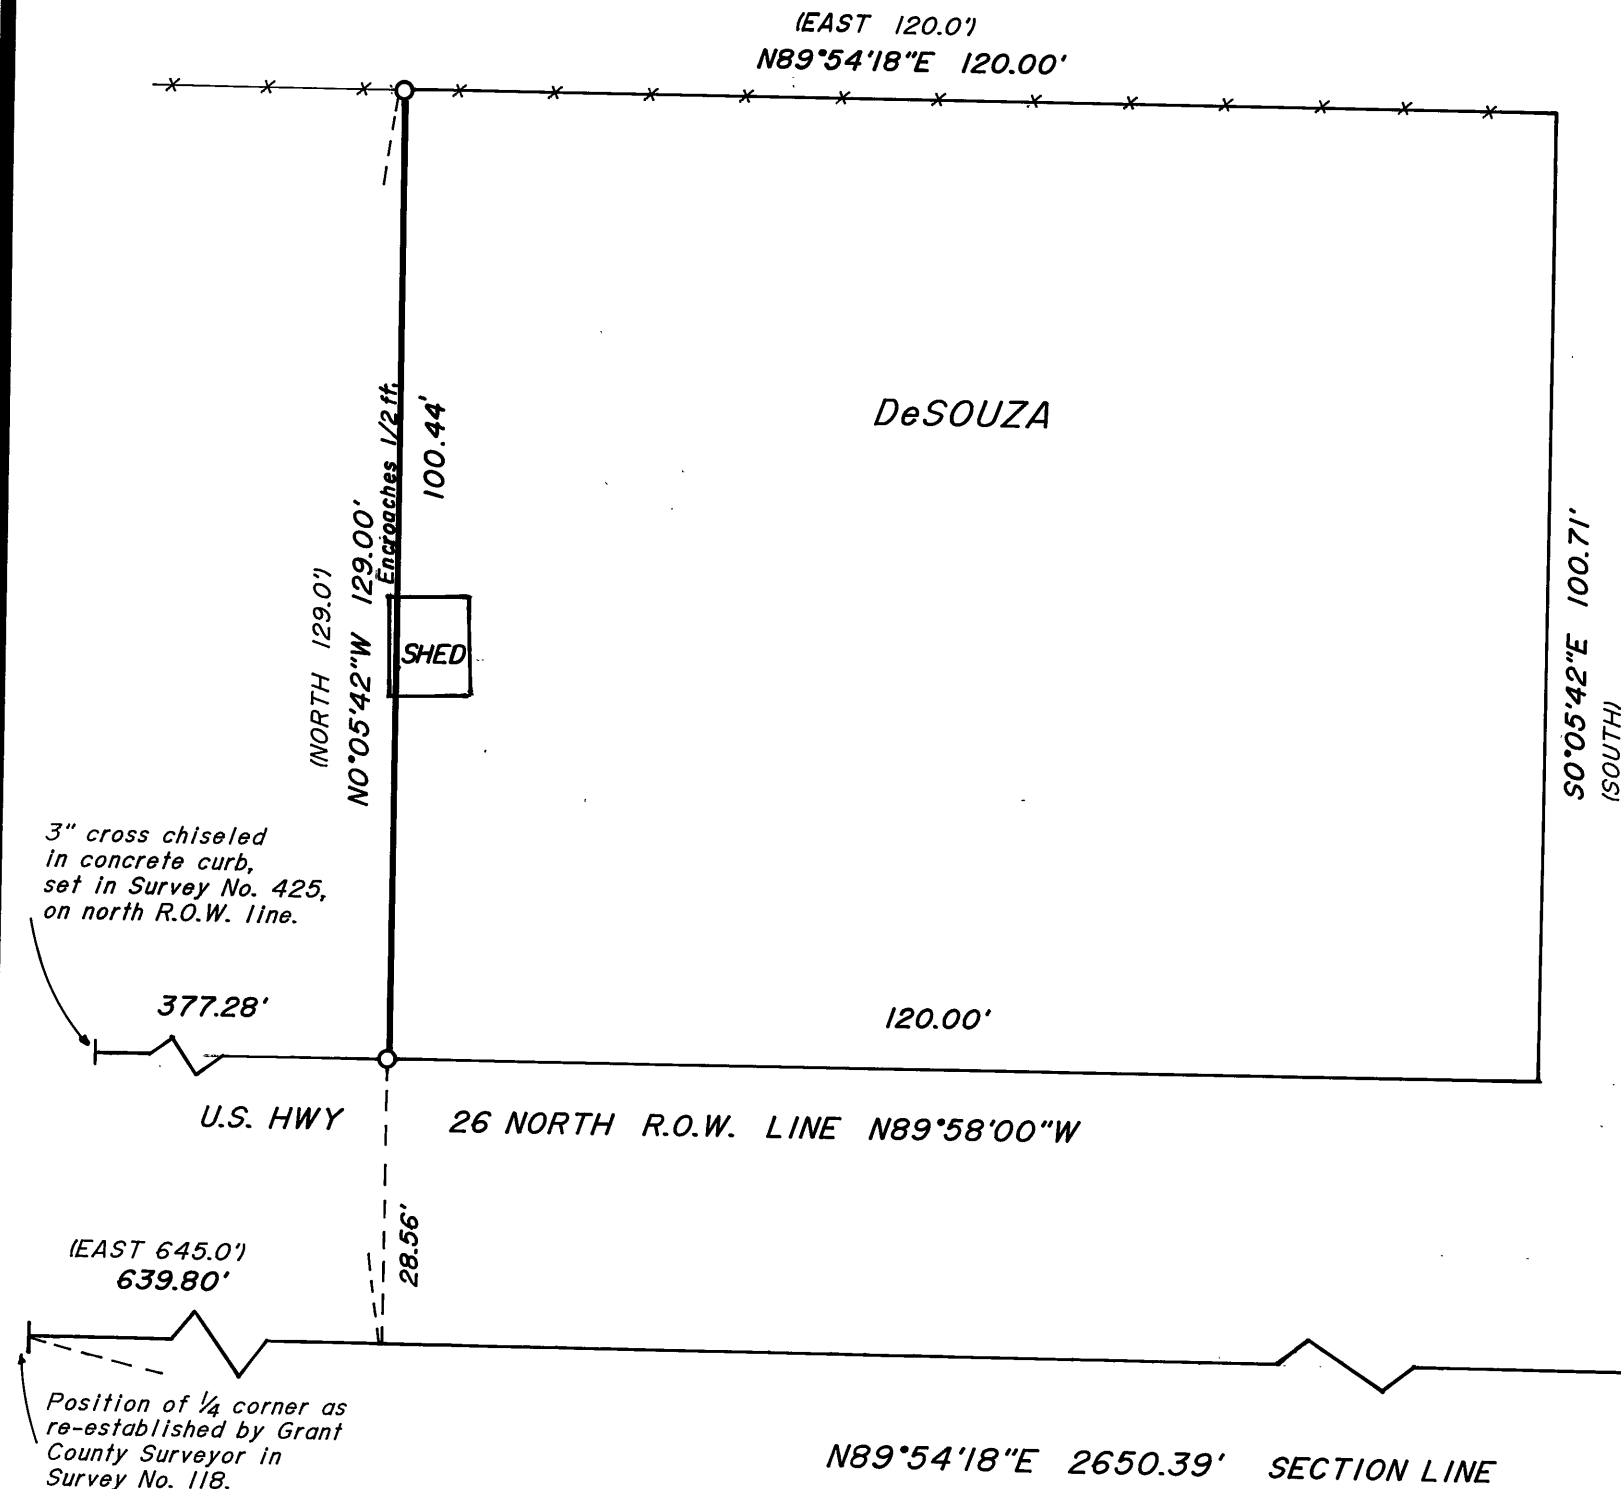 (EAST 120.0')
N89°54'18"E 120.00'
DeSOUZA
Encroaches 1/2 ft.
100.44'
(NORTH 129.0')
N0°05'42"W 129.00'
SHED
S0°05'42"E 100.71'
(SOUTH)
3" cross chiseled
in concrete curb,
set in Survey No. 425,
on north R.O.W. line.
377.28'
120.00'
U.S. HWY 26 NORTH R.O.W. LINE N89°58'00"W
28.56'
(EAST 645.0')
639.80'
Position of ¼ corner as
re-established by Grant
County Surveyor in
Survey No. 118.
N89°54'18"E 2650.39' SECTION LINE